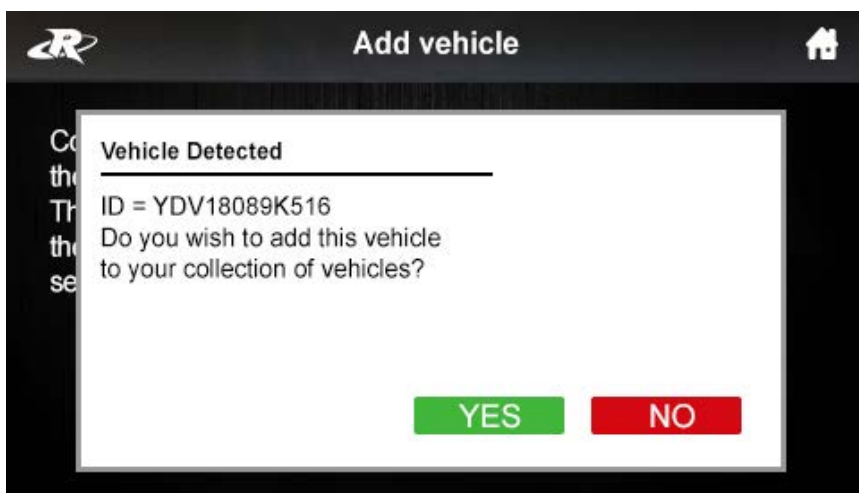 Add vehicle
Vehicle Detected
ID = YDV18089K516
Do you wish to add this vehicle
to your collection of vehicles?
YES NO